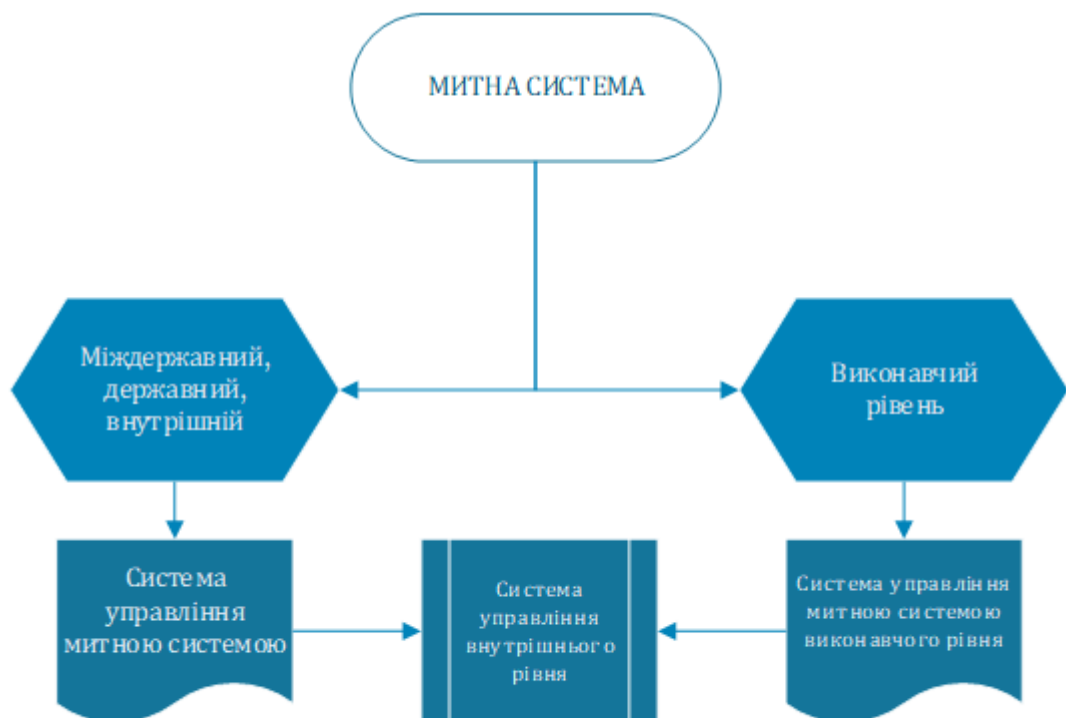 МИТНА СИСТЕМА
Міждержавний,
державний,
внутрішній
Виконавчий
рівень
Система
управління
митною системою
Система
управління
внутрішнього
рівня
Система управління
митною системою
виконавчого рівня